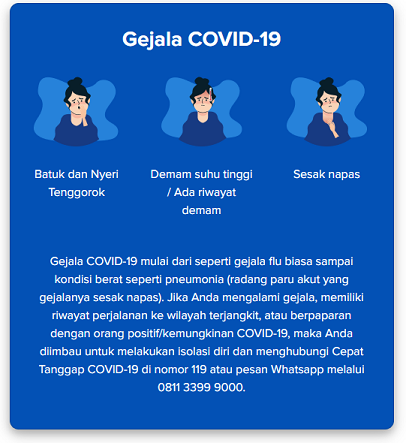 Gejala COVID-19
Batuk dan Nyeri
Tenggorok
Demam suhu tinggi
/ Ada riwayat
demam
Sesak napas
Gejala COVID-19 mulai dari seperti gejala flu biasa sampai
kondisi berat seperti pneumonia (radang paru akut yang
gejalanya sesak napas). Jika Anda mengalami gejala, memiliki
riwayat perjalanan ke wilayah terjangkit, atau berpaparan
dengan orang positif/kemungkinan COVID-19, maka Anda
diimbau untuk melakukan isolasi diri dan menghubungi Cepat
Tanggap COVID-19 di nomor 119 atau pesan Whatsapp melalui
0811 3399 9000.